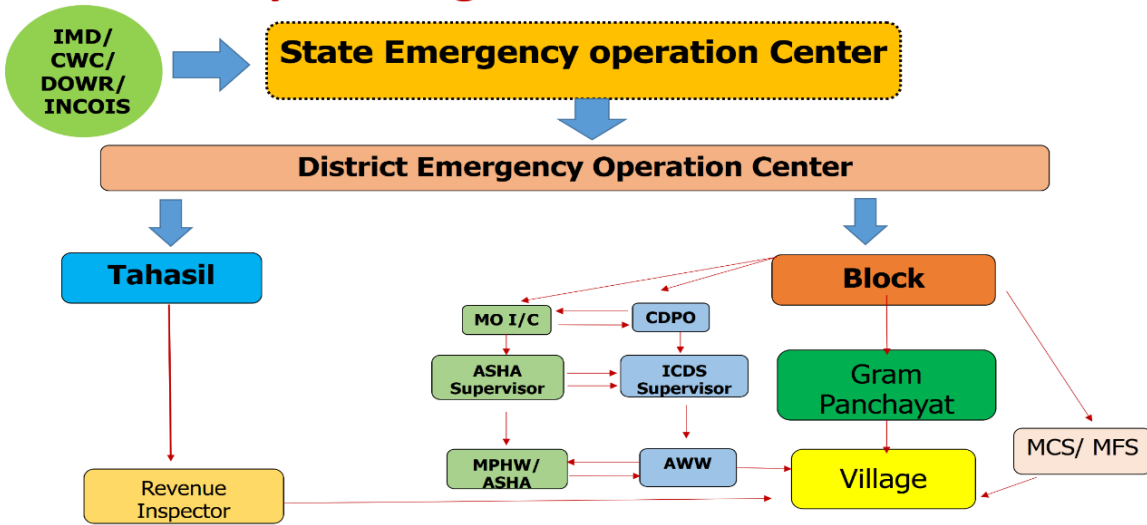 IMD/
CWC/
DOWR/
INCOIS
State Emergency operation Center
District Emergency Operation Center
Tahasil
Block
MO I/C
CDPO
ASHA
Supervisor
ICDS
Supervisor
Gram
Panchayat
MCS/ MFS
MPHW/
ASHA
AWW
Village
Revenue
Inspector